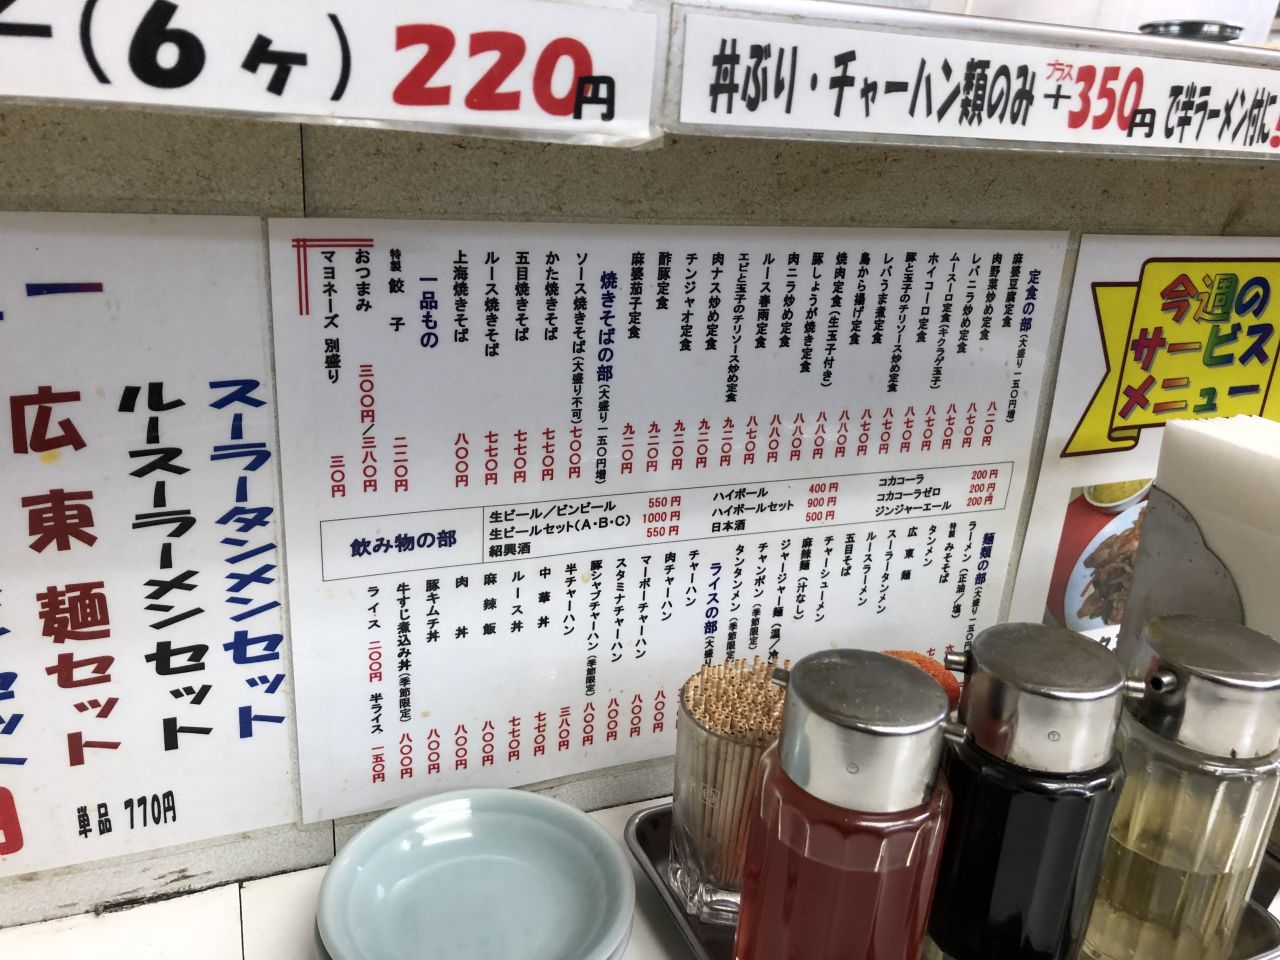 (6ヶ) 220円
丼ぶり・チャーハン類のみ+プラス350円で半ラーメン付に
スーラータンメンセット
ルースーラーメンセット
広東麺セット
単品 770円
定食の部(大盛り一五〇円増)
麻婆豆腐定食 八二〇円
肉野菜炒め定食 七七〇円
レバニラ炒め定食 八八〇円
ムースーロ定食(キクラゲ玉子) 七七〇円
ホイコーロ定食
豚と玉子のチリソース炒め定食
レバうま煮定食
鳥から揚げ定食
焼肉定食(生玉子付き)
豚しょうが焼き定食 八八〇円
肉ニラ炒め定食 八八〇円
ルース春雨定食 八八〇円
エビと玉子のチリソース炒め定食
肉ナス炒め定食 九二〇円
チンジャオ定食 九二〇円
酢豚定食 九二〇円
麻婆茄子定食 九二〇円
焼きそばの部(大盛り一五〇円増)
ソース焼きそば(大盛り不可) 七〇〇円
かた焼きそば 七七〇円
五目焼きそば 七七〇円
ルース焼きそば 七七〇円
上海焼きそば 八〇〇円
一品もの
特製 餃子 二二〇円
おつまみ 三〇〇円/三八〇円
マヨネーズ 別盛り 三〇円
飲み物の部
生ビール/ビンビール 550円
生ビールセット(A・B・C) 1000円
紹興酒 550円
ハイボール 400円
ハイボールセット 900円
日本酒 500円
コカコーラ 200円
コカコーラゼロ 200円
ジンジャーエール 200円
麺類の部(大盛り一五〇円
ラーメン(正油/塩)
特製 みそそば
タンメン
広東麺
スーラータンメン
ルースラーメン
五目そば
チャーシューメン
麻辣麺(汁なし)
ジャージャー麺(温/冷
チャンポン(季節限定)
タンタンメン(季節限定)
ライスの部(大盛り
チャーハン
肉チャーハン 八〇〇円
マーボーチャーハン 八〇〇円
スタミナチャーハン 八〇〇円
豚シャブチャーハン(季節限定) 八〇〇円
半チャーハン 三八〇円
中華丼 七七〇円
ルース丼 七七〇円
麻辣飯 八〇〇円
肉丼 八〇〇円
豚キムチ丼 八〇〇円
牛すじ煮込み丼(季節限定) 八〇〇円
ライス 二〇〇円 半ライス 一五〇円
今週の
サービス
メニュー